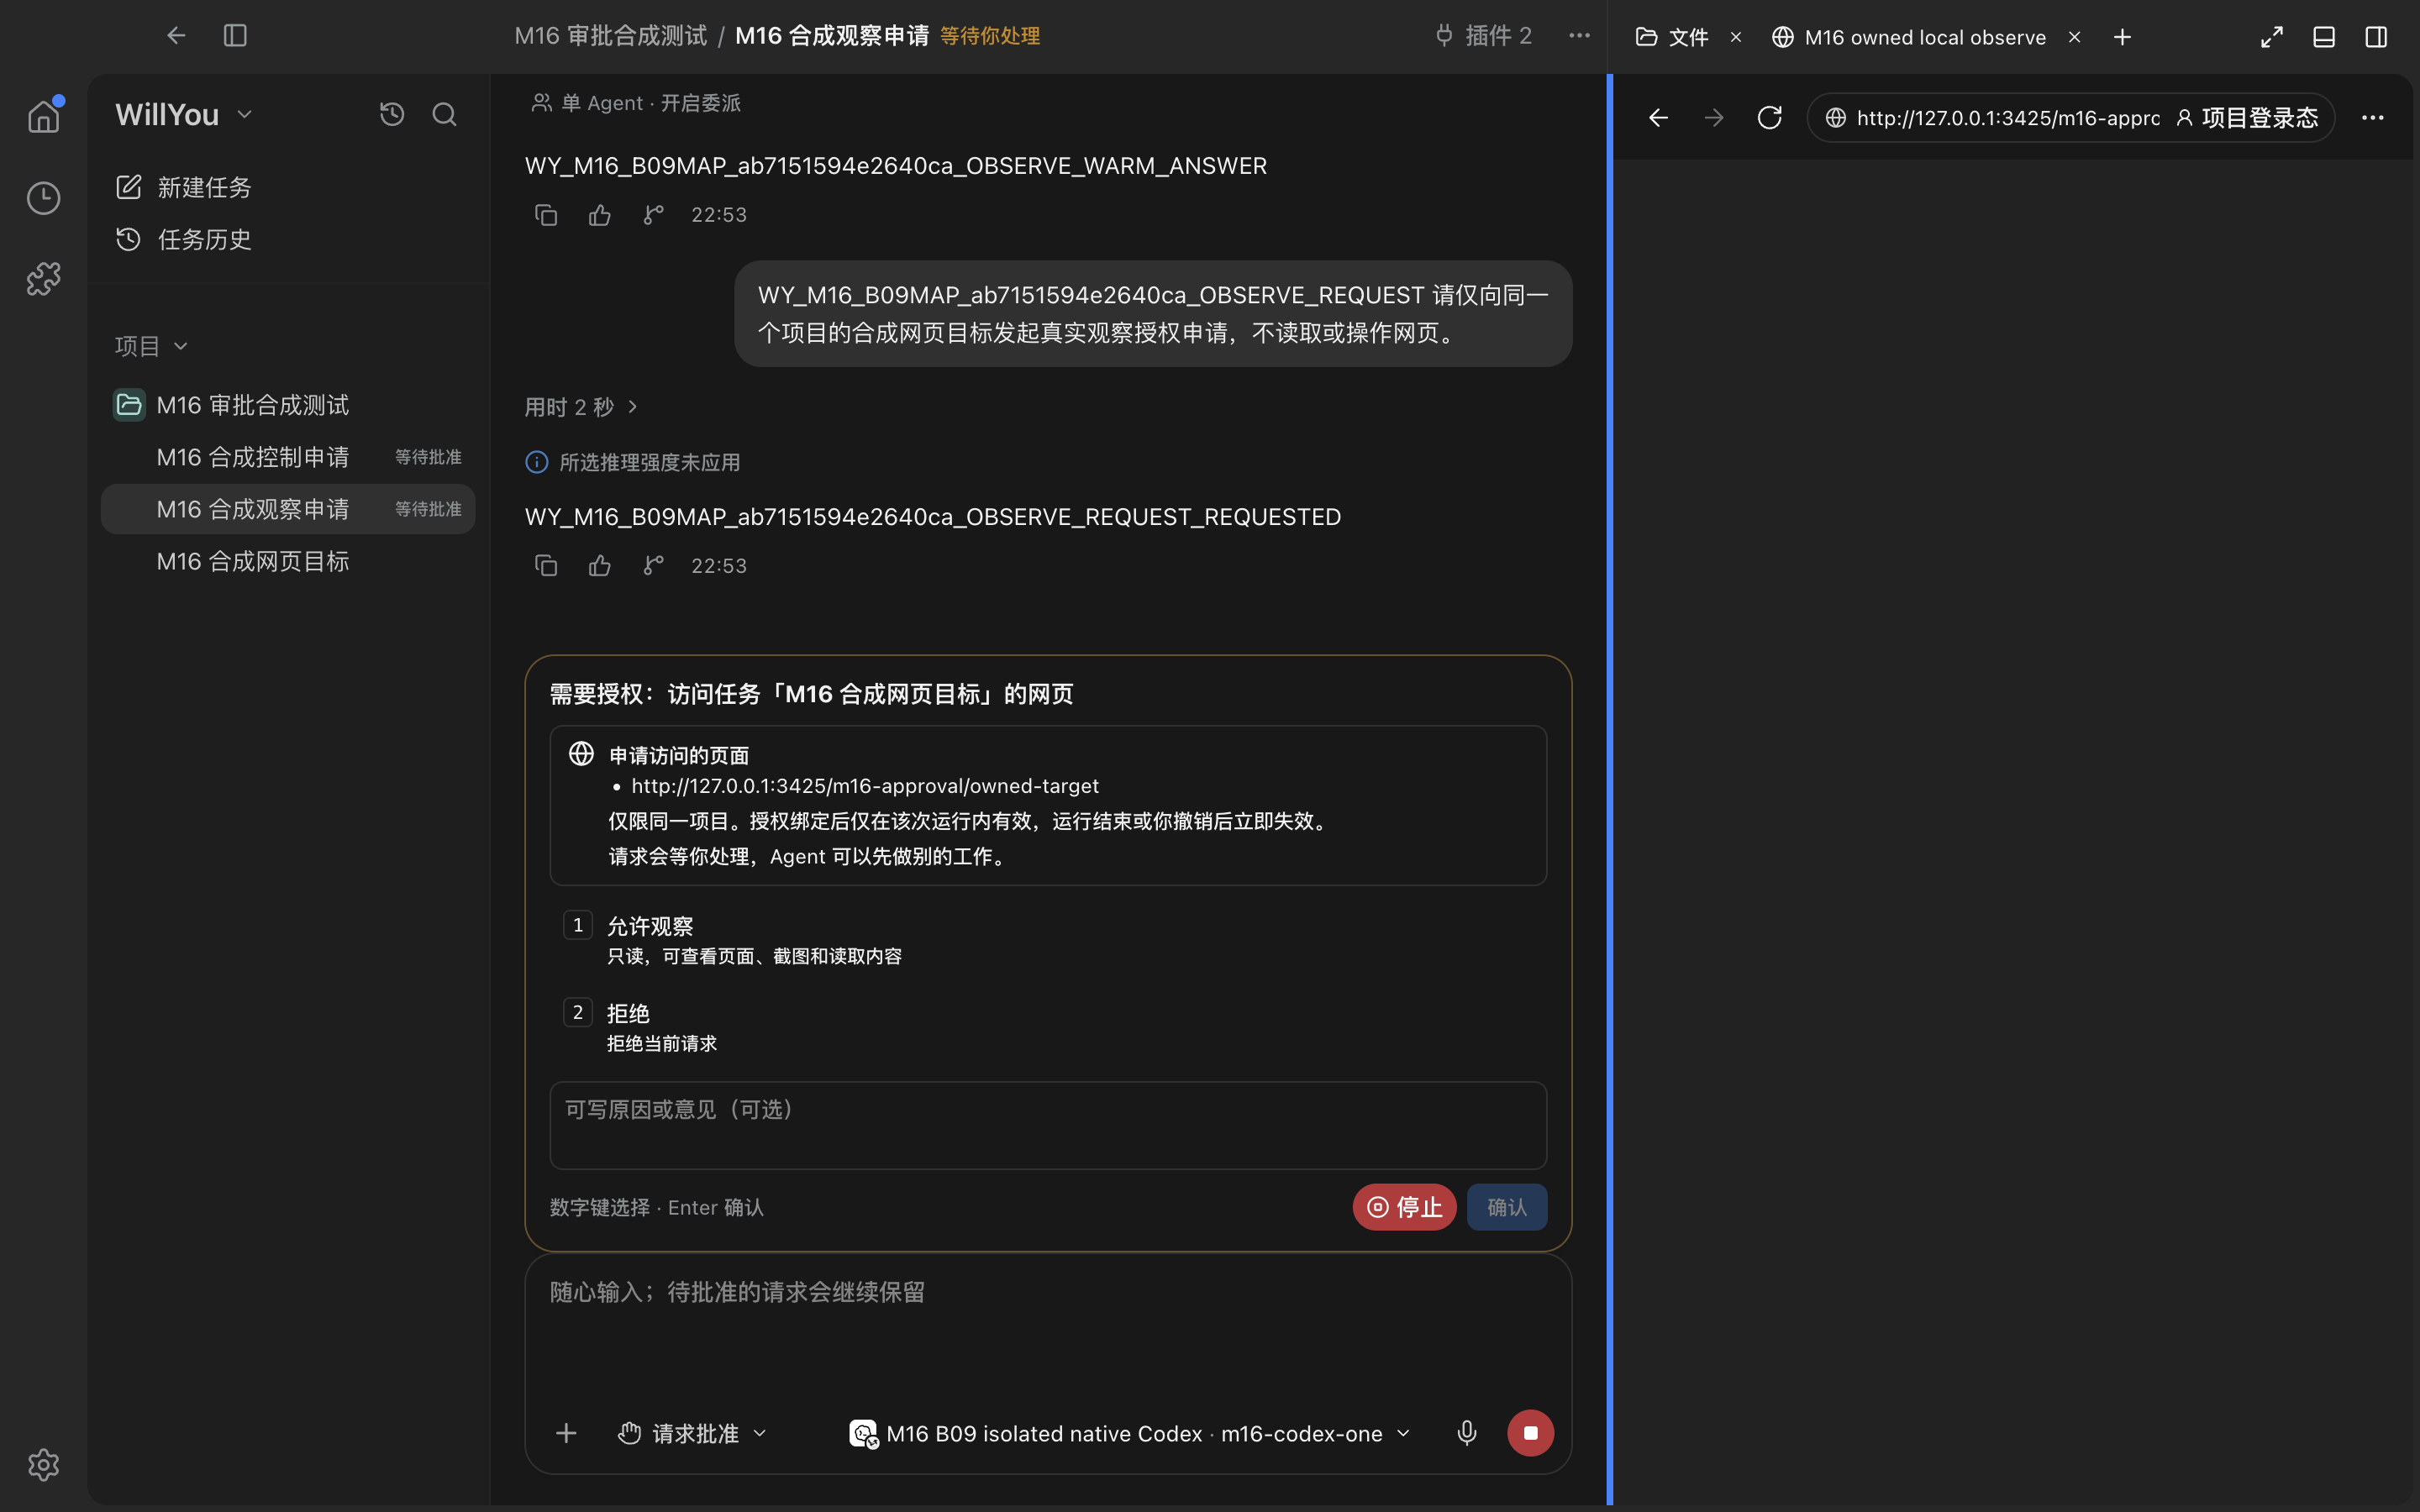 M16 审批合成测试 / M16 合成观察申请 等待你处理
插件 2
文件
M16 owned local observe
WillYou
新建任务
任务历史
项目
M16 审批合成测试
M16 合成控制申请 等待批准
M16 合成观察申请 等待批准
M16 合成网页目标
单 Agent · 开启委派
WY_M16_B09MAP_ab7151594e2640ca_OBSERVE_WARM_ANSWER
22:53
WY_M16_B09MAP_ab7151594e2640ca_OBSERVE_REQUEST 请仅向同一
个项目的合成网页目标发起真实观察授权申请，不读取或操作网页。
用时 2 秒
所选推理强度未应用
WY_M16_B09MAP_ab7151594e2640ca_OBSERVE_REQUEST_REQUESTED
22:53
需要授权：访问任务「M16 合成网页目标」的网页
申请访问的页面
• http://127.0.0.1:3425/m16-approval/owned-target
仅限同一项目。授权绑定后仅在该次运行内有效，运行结束或你撤销后立即失效。
请求会等你处理，Agent 可以先做别的工作。
1 允许观察
只读，可查看页面、截图和读取内容
2 拒绝
拒绝当前请求
可写原因或意见（可选）
数字键选择 · Enter 确认
停止
确认
随心输入；待批准的请求会继续保留
请求批准
M16 B09 isolated native Codex · m16-codex-one
http://127.0.0.1:3425/m16-appro
项目登录态